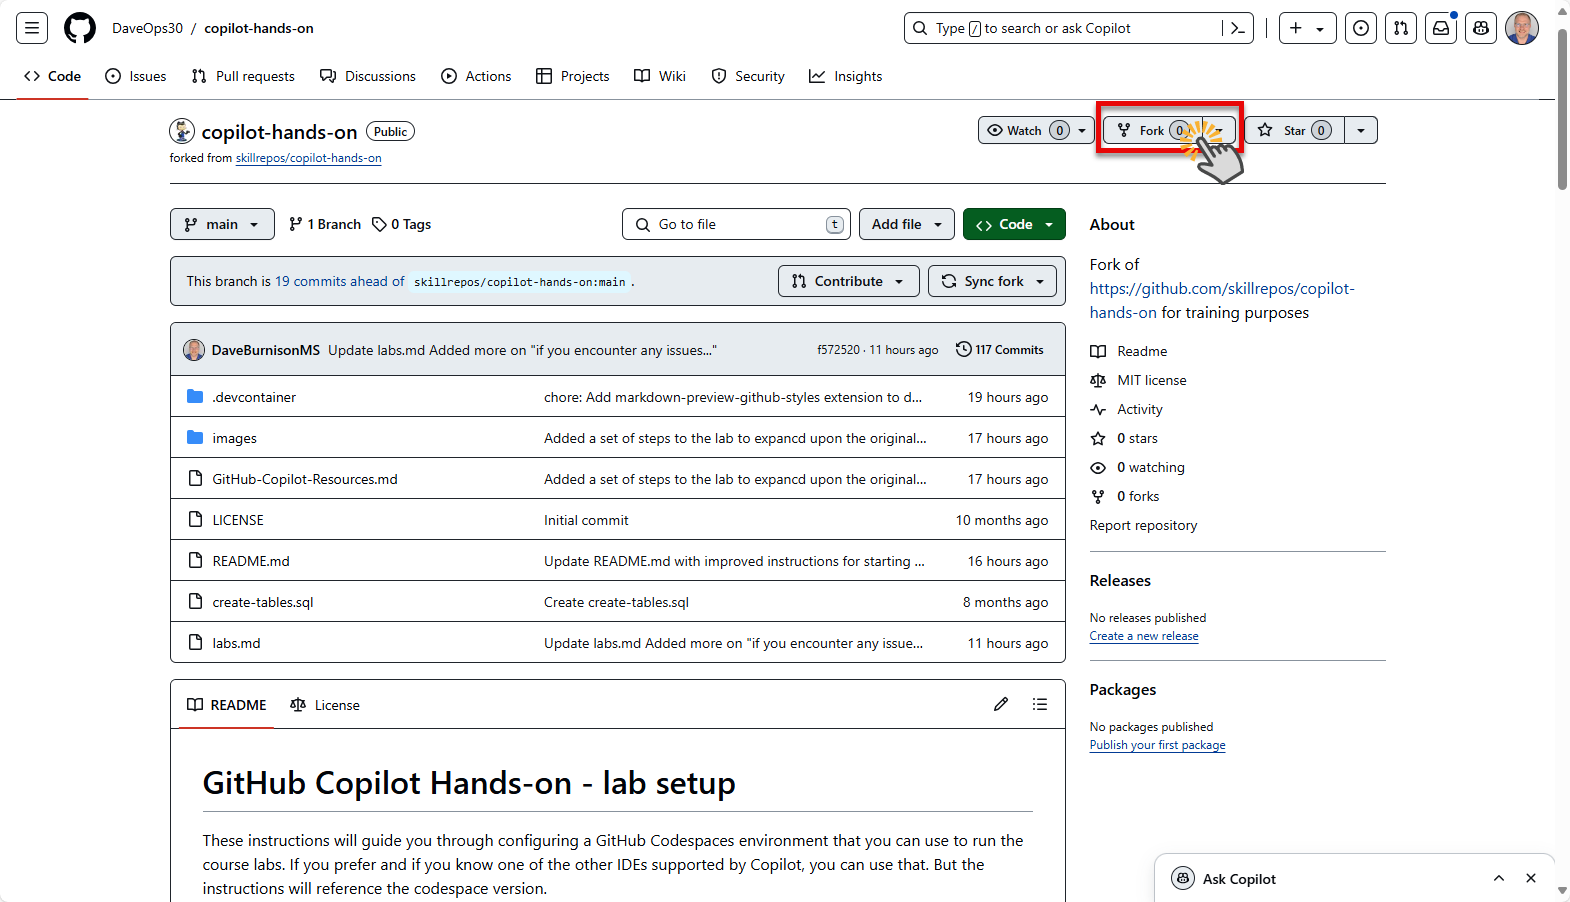 DaveOps30 / copilot-hands-on
Type / to search or ask Copilot
Code Issues Pull requests Discussions Actions Projects Wiki Security Insights
copilot-hands-on Public
Watch 0 Fork 0 Star 0
forked from skillrepos/copilot-hands-on
main 1 Branch 0 Tags Go to file t Add file Code
This branch is 19 commits ahead of skillrepos/copilot-hands-on:main . Contribute Sync fork
DaveBurnisonMS Update labs.md Added more on "if you encounter any issues..." f572520 · 11 hours ago 117 Commits
.devcontainer chore: Add markdown-preview-github-styles extension to d... 19 hours ago
images Added a set of steps to the lab to expancd upon the original... 17 hours ago
GitHub-Copilot-Resources.md Added a set of steps to the lab to expancd upon the original... 17 hours ago
LICENSE Initial commit 10 months ago
README.md Update README.md with improved instructions for starting ... 16 hours ago
create-tables.sql Create create-tables.sql 8 months ago
labs.md Update labs.md Added more on "if you encounter any issue... 11 hours ago
README License
GitHub Copilot Hands-on - lab setup
These instructions will guide you through configuring a GitHub Codespaces environment that you can use to run the
course labs. If you prefer and if you know one of the other IDEs supported by Copilot, you can use that. But the
instructions will reference the codespace version.
About
Fork of
https://github.com/skillrepos/copilot-
hands-on for training purposes
Readme
MIT license
Activity
0 stars
0 watching
0 forks
Report repository
Releases
No releases published
Create a new release
Packages
No packages published
Publish your first package
Ask Copilot